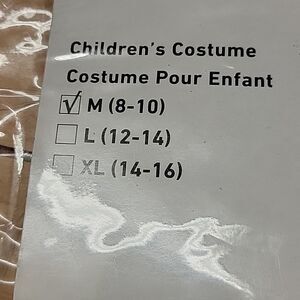 Children's Costume
Costume Pour Enfant
M (8-10)
L (12-14)
XL (14-16)